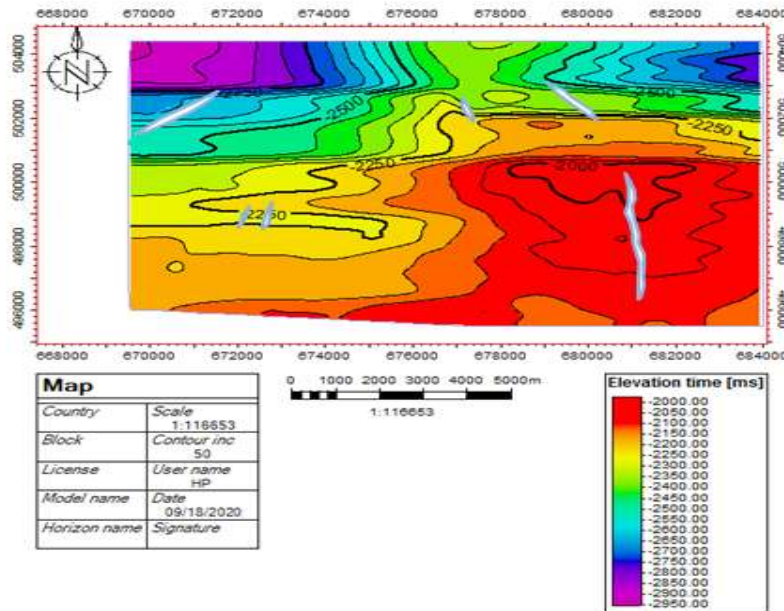 668000 670000 672000 674000 676000 678000 680000 682000 684000
504000 504000
502000 502000
500000 500000
498000 498000
496000 496000
N
-2500
-2500
-2250
-2250
-2000
-2250
668000 670000 672000 674000 676000 678000 680000 682000 684000
Map
Country Scale
1:116653
Block Contour inc
50
License User name
HP
Model name Date
09/18/2020
Horizon name Signature
0 1000 2000 3000 4000 5000m
1:116653
Elevation time [ms]
-2000.00
-2050.00
-2100.00
-2150.00
-2200.00
-2250.00
-2300.00
-2350.00
-2400.00
-2450.00
-2500.00
-2550.00
-2600.00
-2650.00
-2700.00
-2750.00
-2800.00
-2850.00
-2900.00
-2950.00